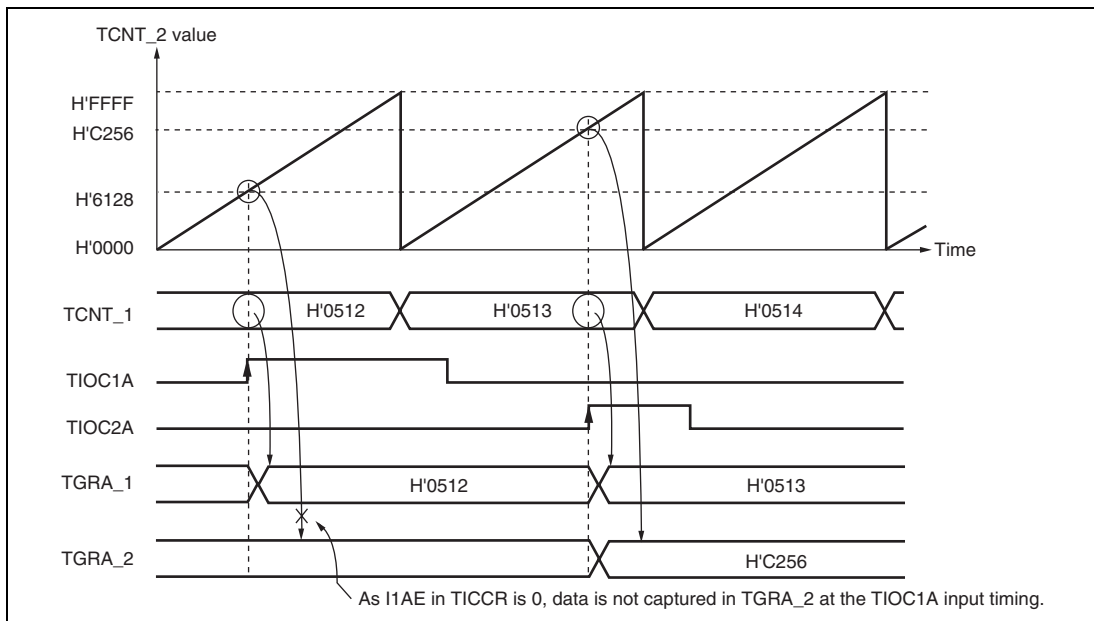 TCNT_2 value
H'FFFF
H'C256
H'6128
H'0000
Time
TCNT_1
H'0512
H'0513
H'0514
TIOC1A
TIOC2A
TGRA_1
H'0512
H'0513
TGRA_2
H'C256
As I1AE in TICCR is 0, data is not captured in TGRA_2 at the TIOC1A input timing.